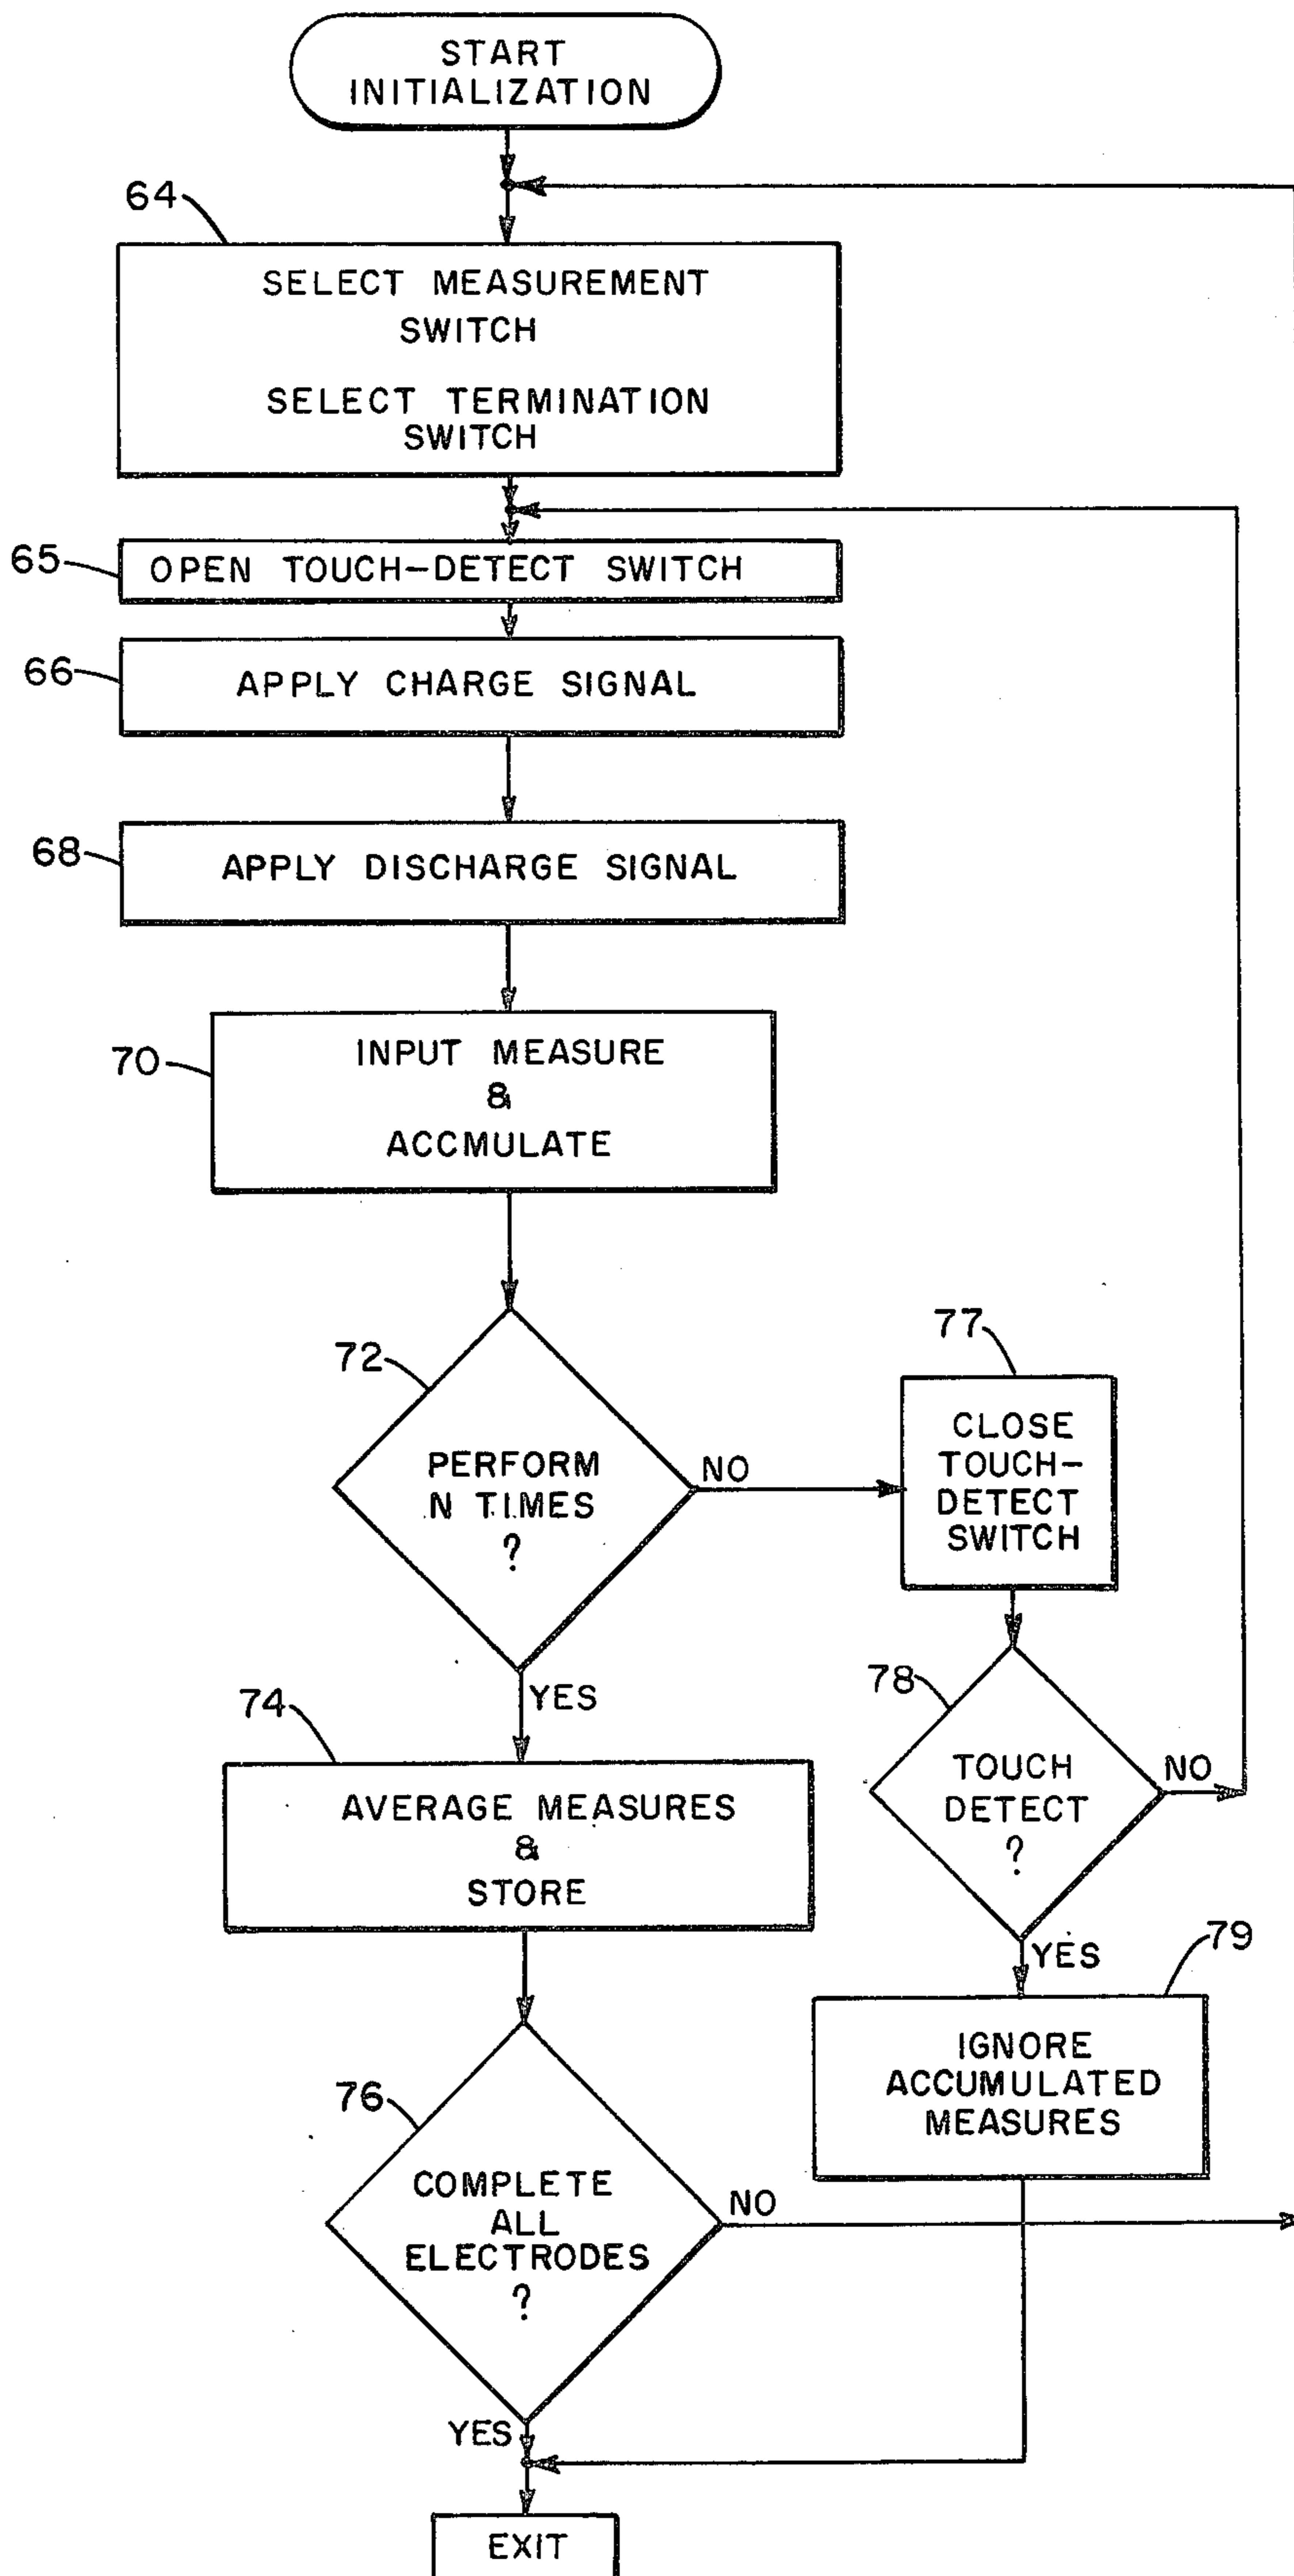 START
INITIALIZATION
64
SELECT MEASUREMENT
SWITCH
SELECT TERMINATION
SWITCH
65
OPEN TOUCH-DETECT SWITCH
66
APPLY CHARGE SIGNAL
68
APPLY DISCHARGE SIGNAL
70
INPUT MEASURE
&
ACCMULATE
72
PERFORM
N TIMES
?
NO
77
CLOSE
TOUCH-
DETECT
SWITCH
YES
78
TOUCH
DETECT
?
NO
74
AVERAGE MEASURES
&
STORE
YES
79
IGNORE
ACCUMULATED
MEASURES
76
COMPLETE
ALL
ELECTRODES
?
NO
YES
EXIT